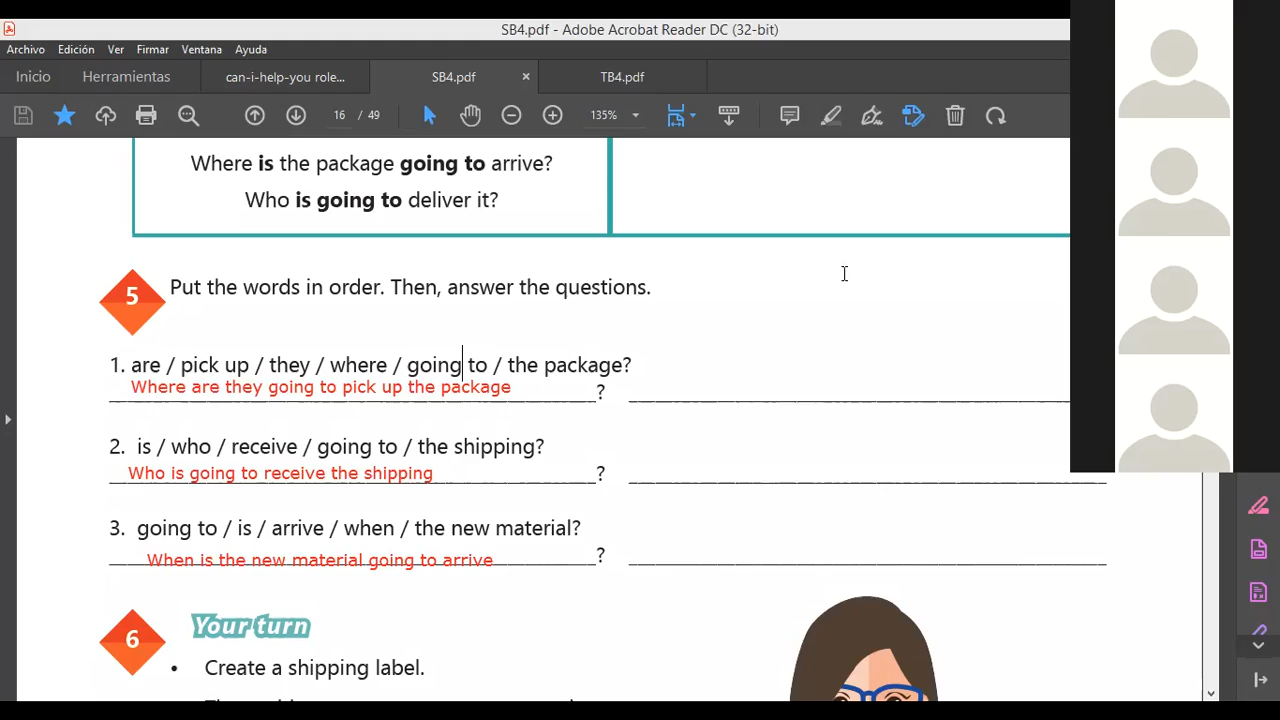 SB4.pdf - Adobe Acrobat Reader DC (32-bit)
Archivo Edición Ver Firmar Ventana Ayuda
Inicio Herramientas can-i-help-you role... SB4.pdf × TB4.pdf
16 / 49 135%
Where is the package going to arrive?
Who is going to deliver it?
5 Put the words in order. Then, answer the questions.
1. are / pick up / they / where / going to / the package?
Where are they going to pick up the package ?
2. is / who / receive / going to / the shipping?
Who is going to receive the shipping ?
3. going to / is / arrive / when / the new material?
When is the new material going to arrive ?
6 Your turn
• Create a shipping label.